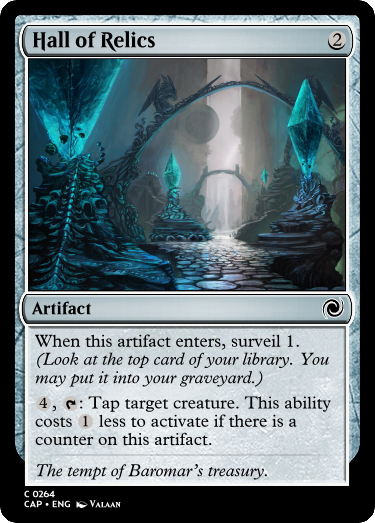 Hall of Relics 2
Artifact
When this artifact enters, surveil 1.
(Look at the top card of your library. You
may put it into your graveyard.)
4, : Tap target creature. This ability
costs 1 less to activate if there is a
counter on this artifact.
The tempt of Baromar's treasury.
C 0264
CAP • ENG Valaan